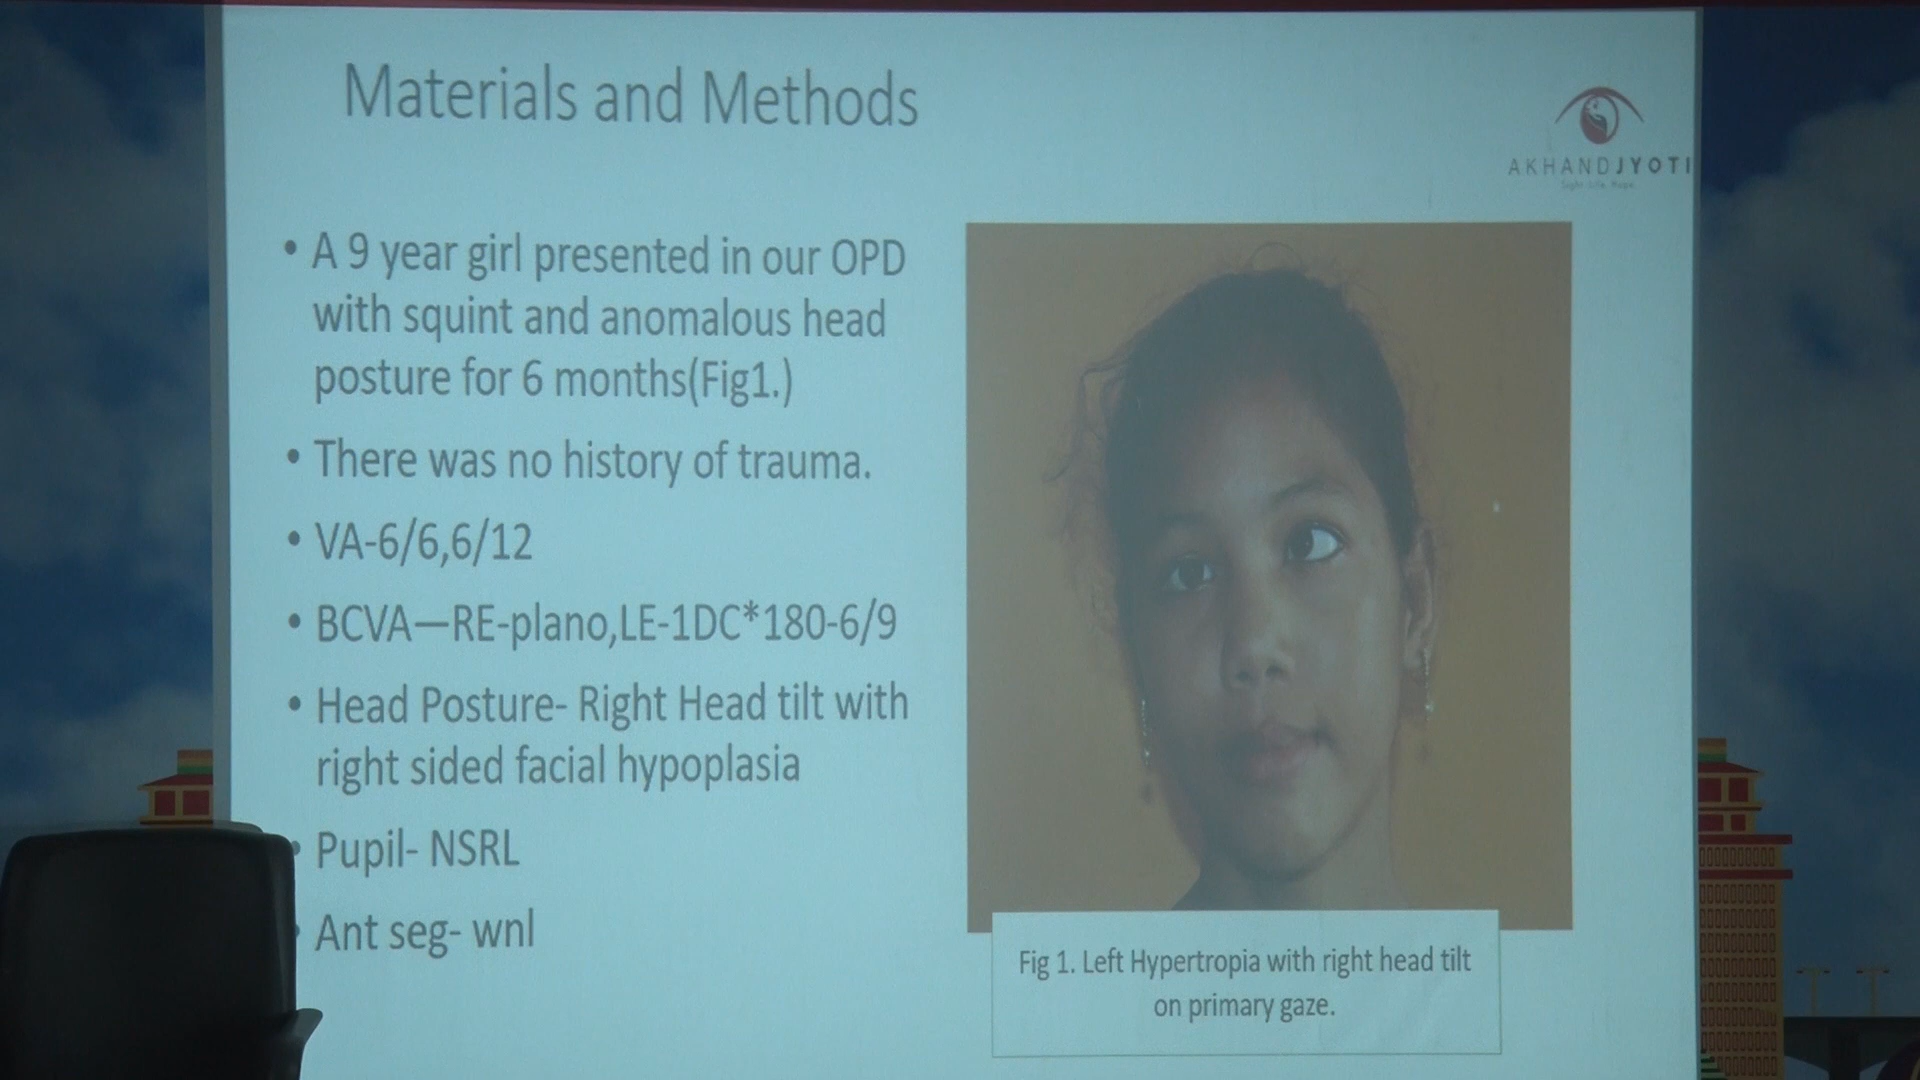 Materials and Methods
AKHANDJYOTI
• A 9 year girl presented in our OPD
with squint and anomalous head
posture for 6 months(Fig1.)
• There was no history of trauma.
• VA-6/6,6/12
• BCVA—RE-plano,LE-1DC*180-6/9
• Head Posture- Right Head tilt with
right sided facial hypoplasia
• Pupil- NSRL
• Ant seg- wnl
Fig 1. Left Hypertropia with right head tilt
on primary gaze.